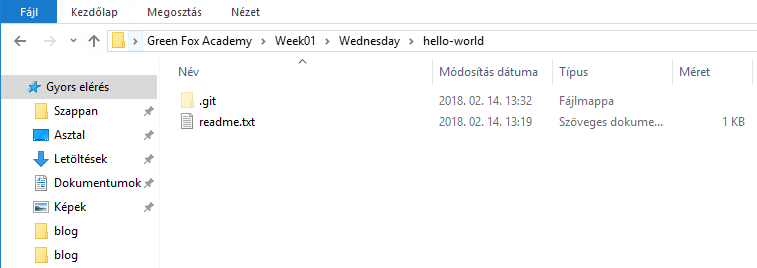 Fájl Kezdőlap Megosztás Nézet
Green Fox Academy Week01 Wednesday hello-world
Név Módosítás dátuma Típus Méret
Gyors elérés
Szappan
Asztal
Letöltések
Dokumentumok
Képek
blog
blog
.git 2018. 02. 14. 13:32 Fájlmappa
readme.txt 2018. 02. 14. 13:19 Szöveges dokume... 1 KB